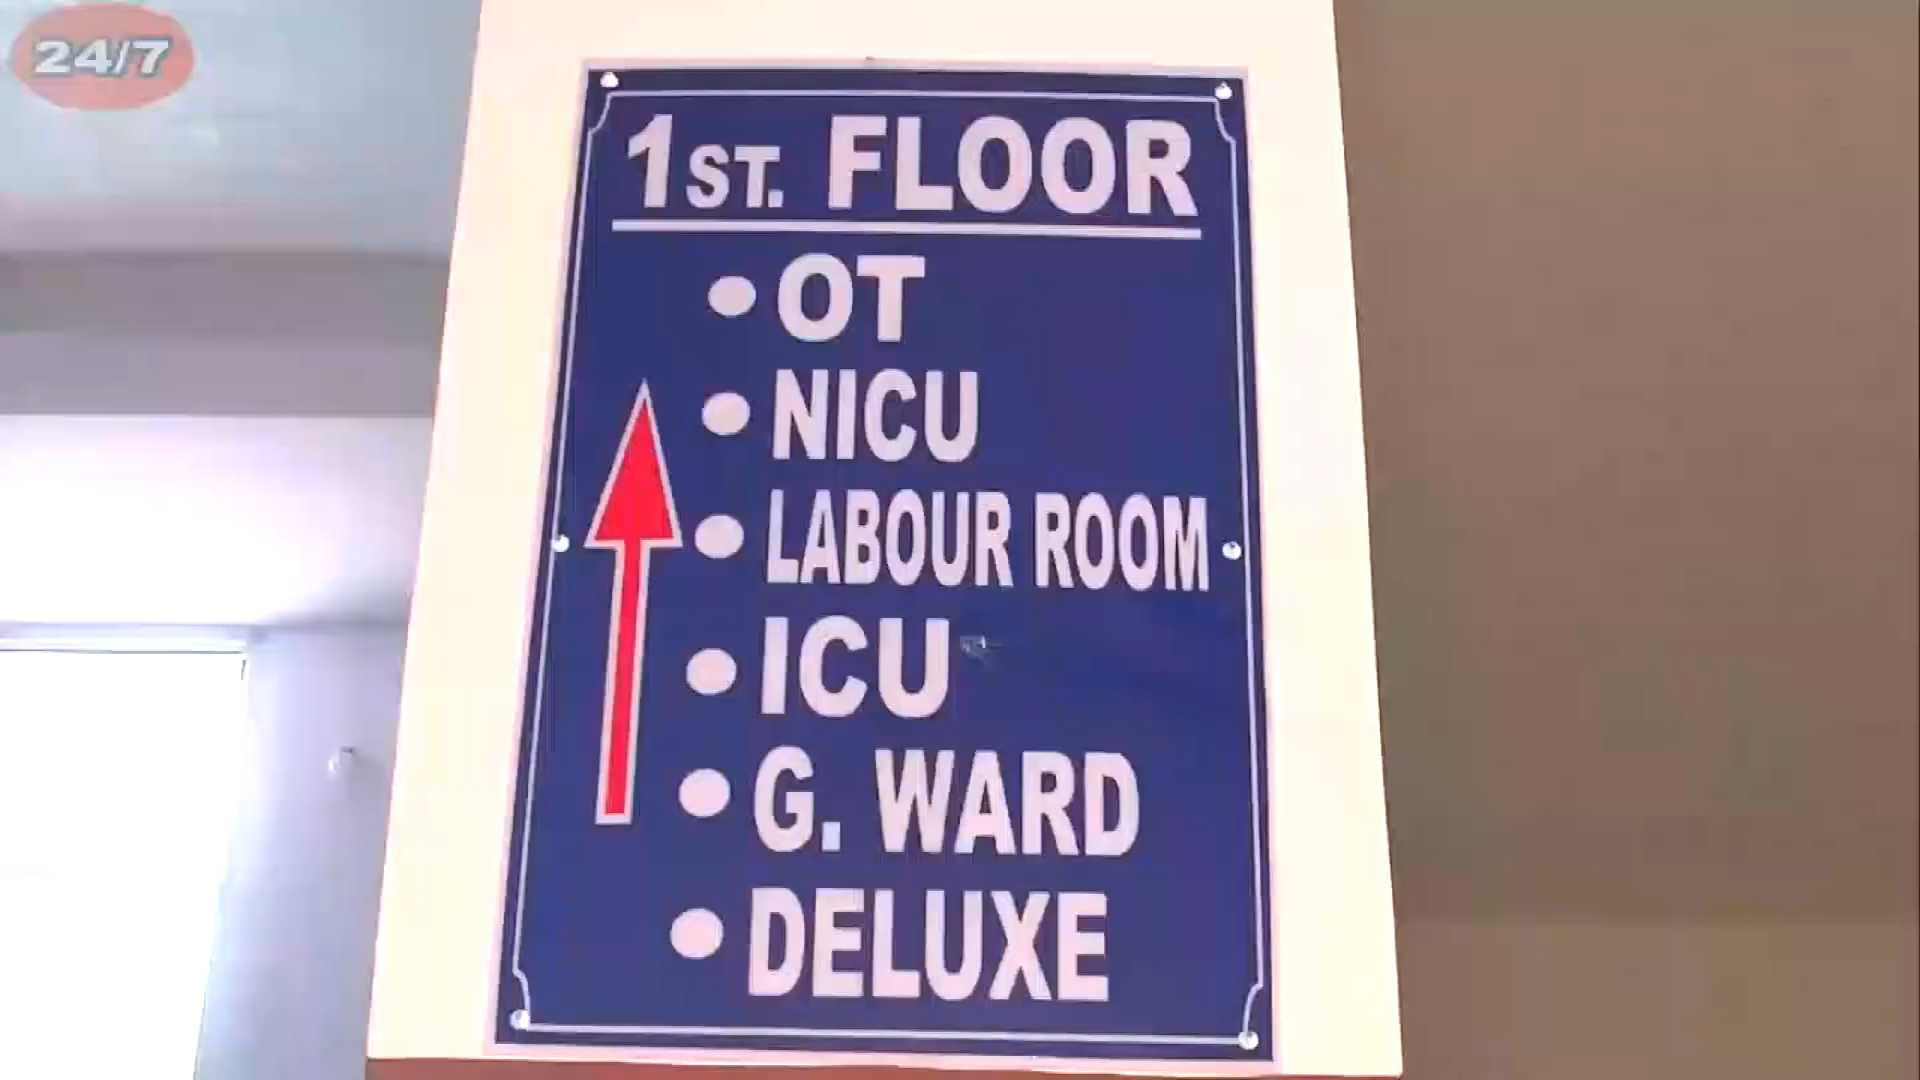 24/7
1ST. FLOOR
• OT
• NICU
• LABOUR ROOM
• ICU
• G. WARD
• DELUXE